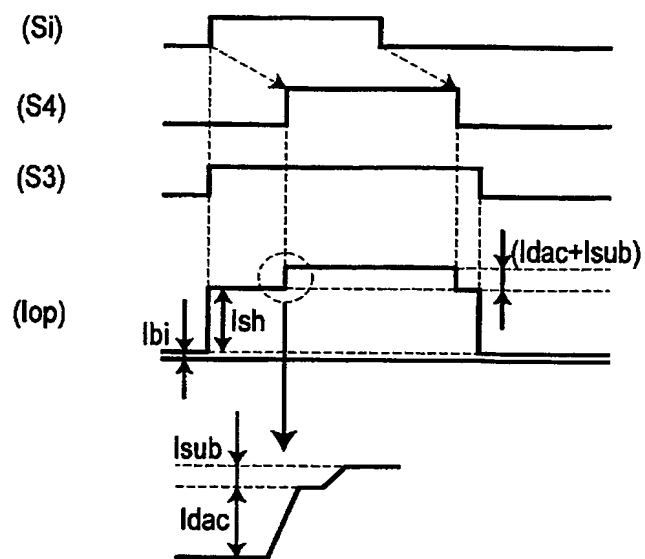 (Si)
(S4)
(S3)
(Idac+Isub)
(Iop)
Ibi
Ish
Isub
Idac